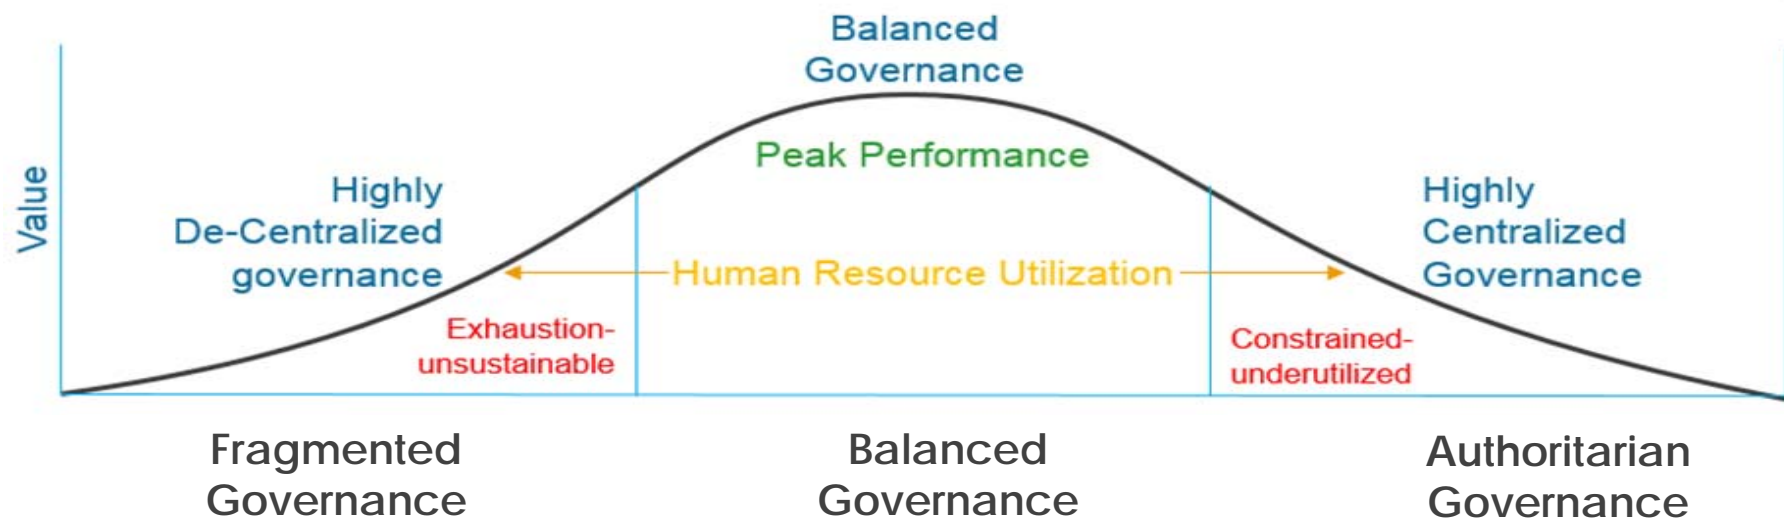 Balanced
Governance
Peak Performance
Value
Highly
De-Centralized
governance
Highly
Centralized
Governance
Human Resource Utilization
Exhaustion-
unsustainable
Constrained-
underutilized
Fragmented
Governance
Balanced
Governance
Authoritarian
Governance